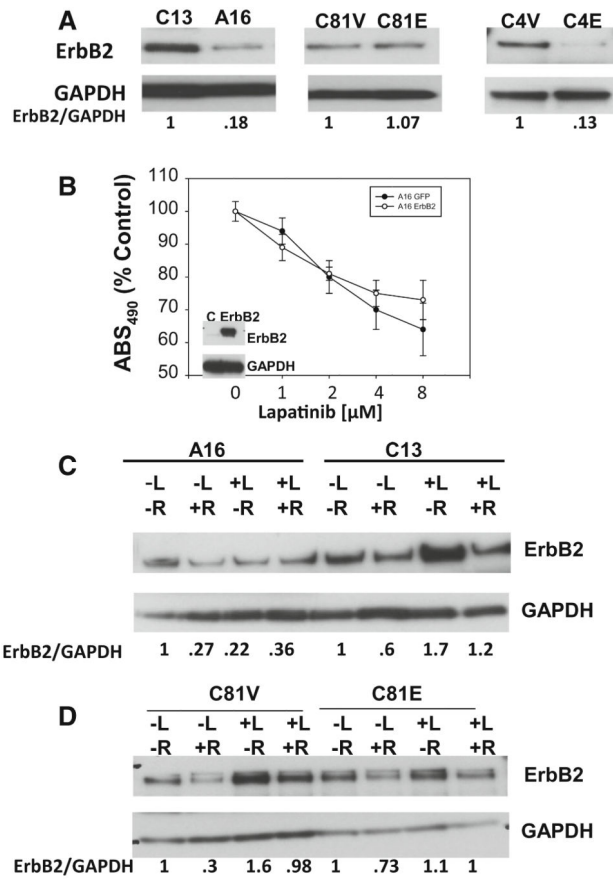 A
C13 A16 C81V C81E C4V C4E
ErbB2
GAPDH
ErbB2/GAPDH 1 .18 1 1.07 1 .13
B
ABS490 (% Control)
110
100
90
80
70
60
50
A16 GFP
A16 ErbB2
C ErbB2
ErbB2
GAPDH
0 1 2 4 8
Lapatinib [µM]
C
A16 C13
-L -L +L +L -L -L +L +L
-R +R -R +R -R +R -R +R
ErbB2
GAPDH
ErbB2/GAPDH 1 .27 .22 .36 1 .6 1.7 1.2
D
C81V C81E
-L -L +L +L -L -L +L +L
-R +R -R +R -R +R -R +R
ErbB2
GAPDH
ErbB2/GAPDH 1 .3 1.6 .98 1 .73 1.1 1